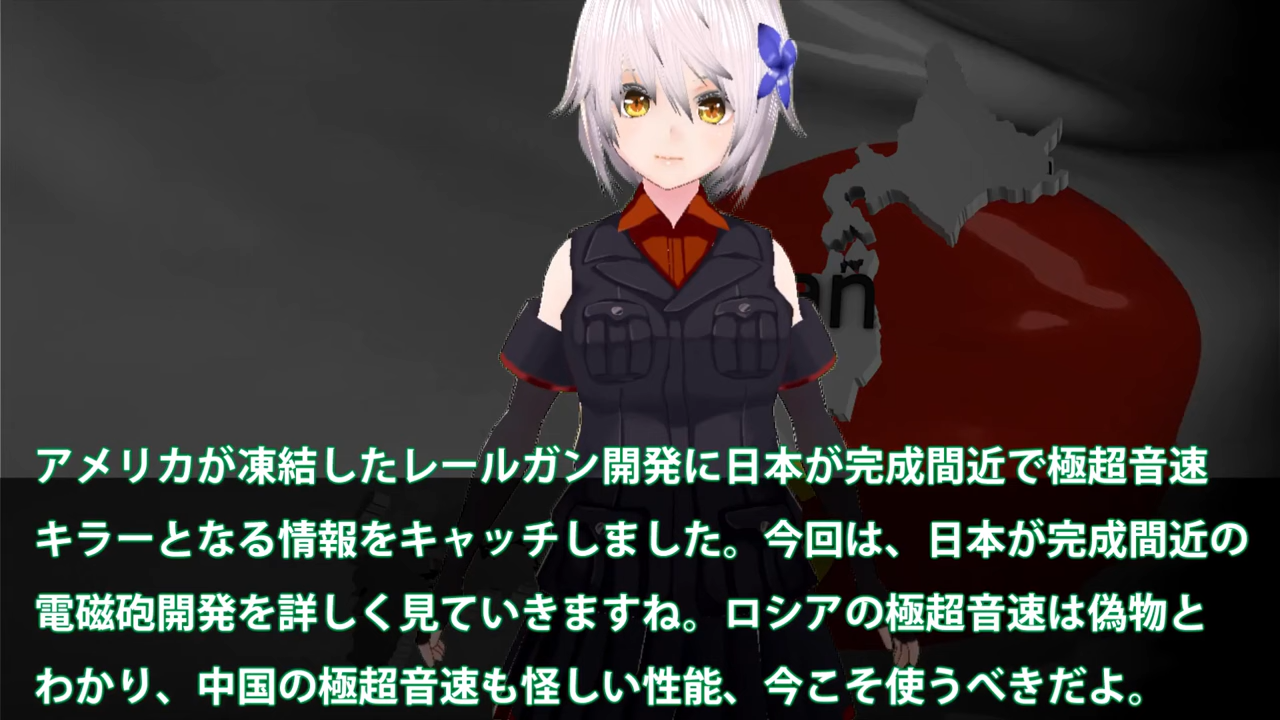 an
アメリカが凍結したレールガン開発に日本が完成間近で極超音速
キラーとなる情報をキャッチしました。今回は、日本が完成間近の
電磁砲開発を詳しく見ていきますね。ロシアの極超音速は偽物と
わかり、中国の極超音速も怪しい性能、今こそ使うべきだよ。